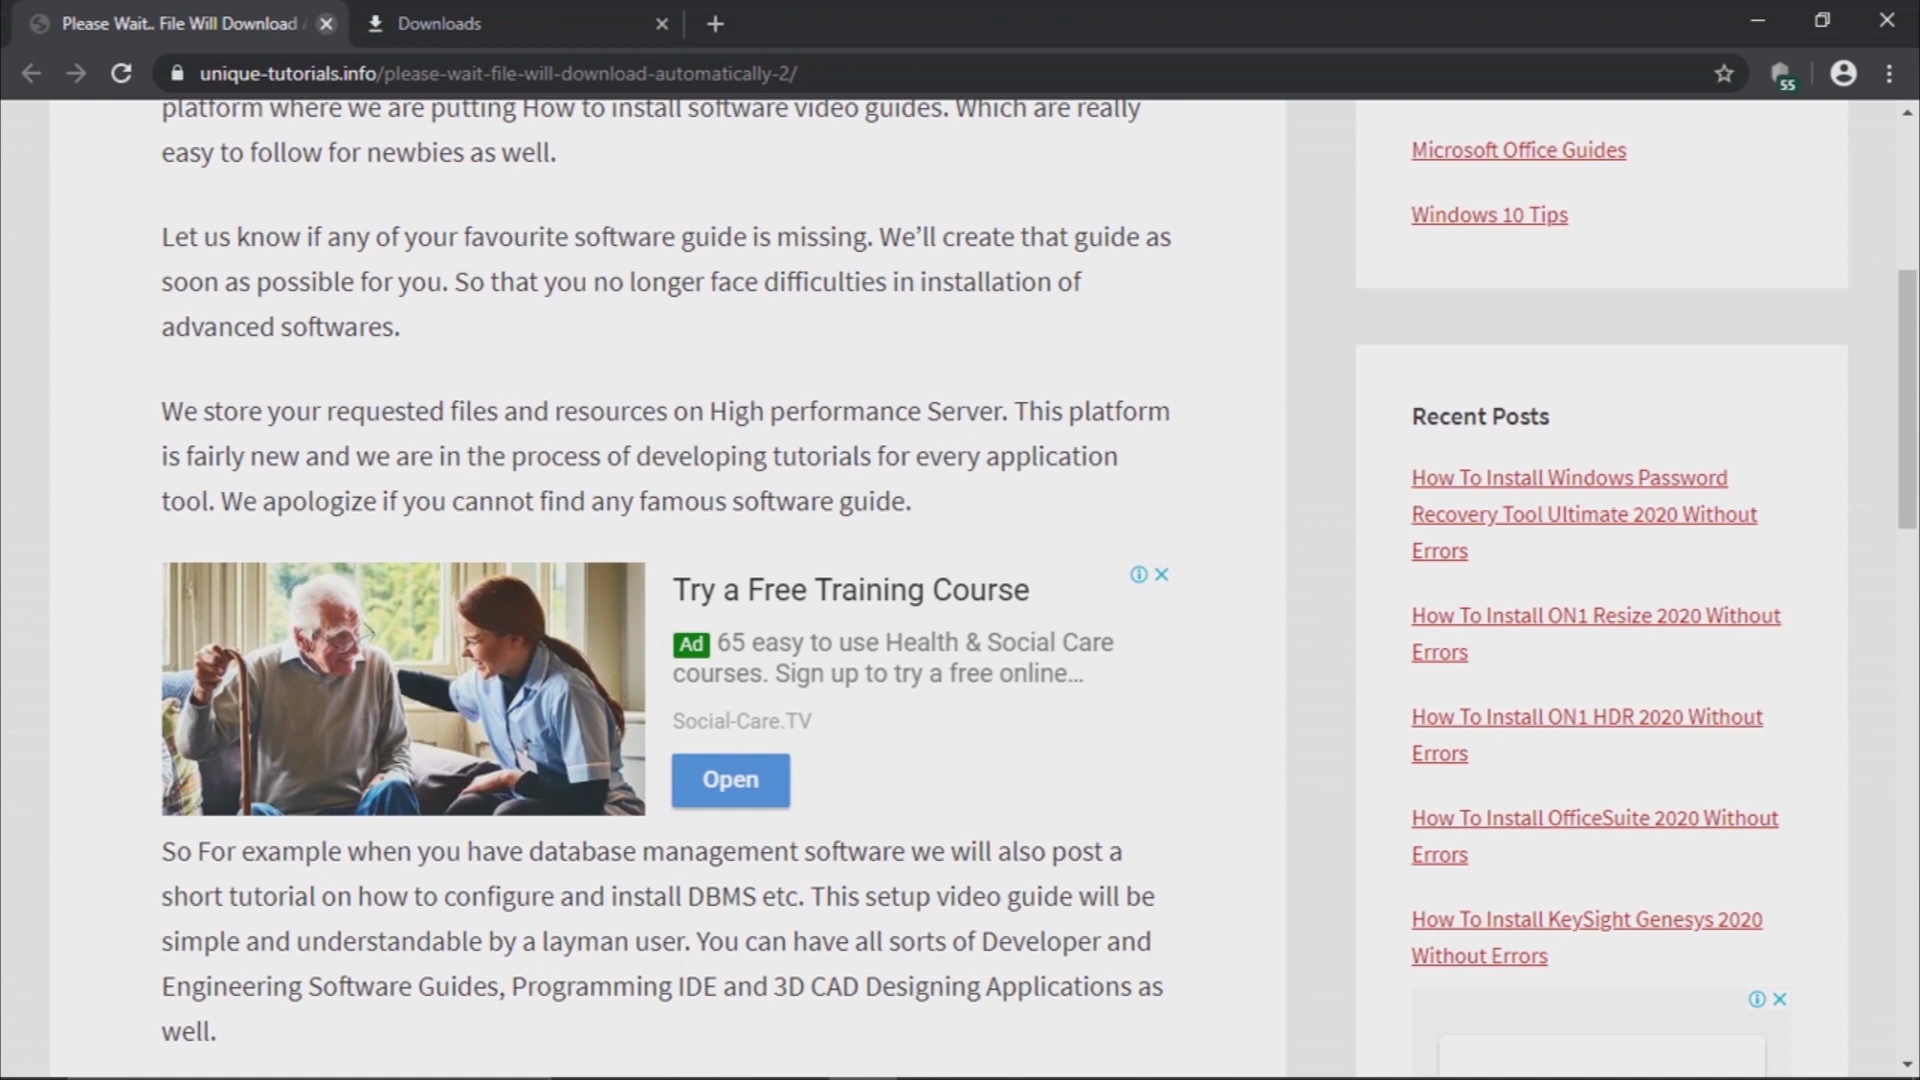 Please Wait.. File Will Download
Downloads
unique-tutorials.info/please-wait-file-will-download-automatically-2/
55
platform where we are putting How to install software video guides. Which are really
easy to follow for newbies as well.
Let us know if any of your favourite software guide is missing. We’ll create that guide as
soon as possible for you. So that you no longer face difficulties in installation of
advanced softwares.
We store your requested files and resources on High performance Server. This platform
is fairly new and we are in the process of developing tutorials for every application
tool. We apologize if you cannot find any famous software guide.
Try a Free Training Course
Ad 65 easy to use Health & Social Care
courses. Sign up to try a free online...
Social-Care.TV
Open
So For example when you have database management software we will also post a
short tutorial on how to configure and install DBMS etc. This setup video guide will be
simple and understandable by a layman user. You can have all sorts of Developer and
Engineering Software Guides, Programming IDE and 3D CAD Designing Applications as
well.
Microsoft Office Guides
Windows 10 Tips
Recent Posts
How To Install Windows Password
Recovery Tool Ultimate 2020 Without
Errors
How To Install ON1 Resize 2020 Without
Errors
How To Install ON1 HDR 2020 Without
Errors
How To Install OfficeSuite 2020 Without
Errors
How To Install KeySight Genesys 2020
Without Errors